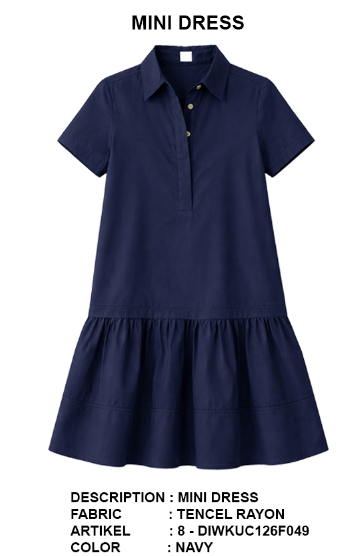 MINI DRESS
DESCRIPTION : MINI DRESS
FABRIC : TENCEL RAYON
ARTIKEL : 8 - DIWKUC126F049
COLOR : NAVY